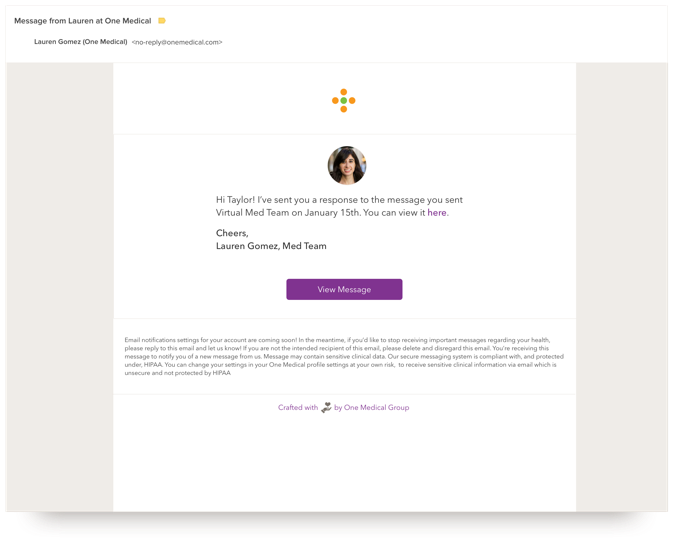 Message from Lauren at One Medical
Lauren Gomez (One Medical) <no-reply@onemedical.com>
Hi Taylor! I've sent you a response to the message you sent
Virtual Med Team on January 15th. You can view it here.
Cheers,
Lauren Gomez, Med Team
View Message
Email notifications settings for your account are coming soon! In the meantime, if you'd like to stop receiving important messages regarding your health,
please reply to this email and let us know! If you are not the intended recipient of this email, please delete and disregard this email. You're receiving this
message to notify you of a new message from us. Message may contain sensitive clinical data. Our secure messaging system is compliant with, and protected
under, HIPAA. You can change your settings in your One Medical profile settings at your own risk, to receive sensitive clinical information via email which is
unsecure and not protected by HIPAA
Crafted with by One Medical Group